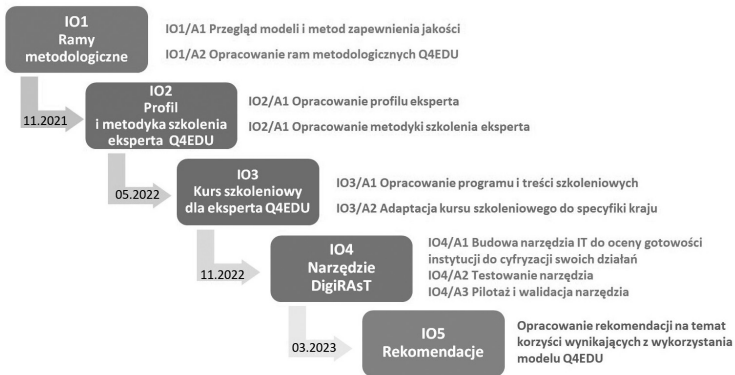 IO1
Ramy
metodologiczne
IO1/A1 Przegląd modeli i metod zapewnienia jakości
IO1/A2 Opracowanie ram metodologicznych Q4EDU
11.2021
IO2
Profil
i metodyka szkolenia
eksperta Q4EDU
IO2/A1 Opracowanie profilu eksperta
IO2/A1 Opracowanie metodyki szkolenia eksperta
05.2022
IO3
Kurs szkoleniowy
dla eksperta Q4EDU
IO3/A1 Opracowanie programu i treści szkoleniowych
IO3/A2 Adaptacja kursu szkoleniowego do specyfiki kraju
11.2022
IO4
Narzędzie
DigiRAsT
IO4/A1 Budowa narzędzia IT do oceny gotowości
instytucji do cyfryzacji swoich działań
IO4/A2 Testowanie narzędzia
IO4/A3 Pilotaż i walidacja narzędzia
03.2023
IO5
Rekomendacje
Opracowanie rekomendacji na temat
korzyści wynikających z wykorzystania
modelu Q4EDU